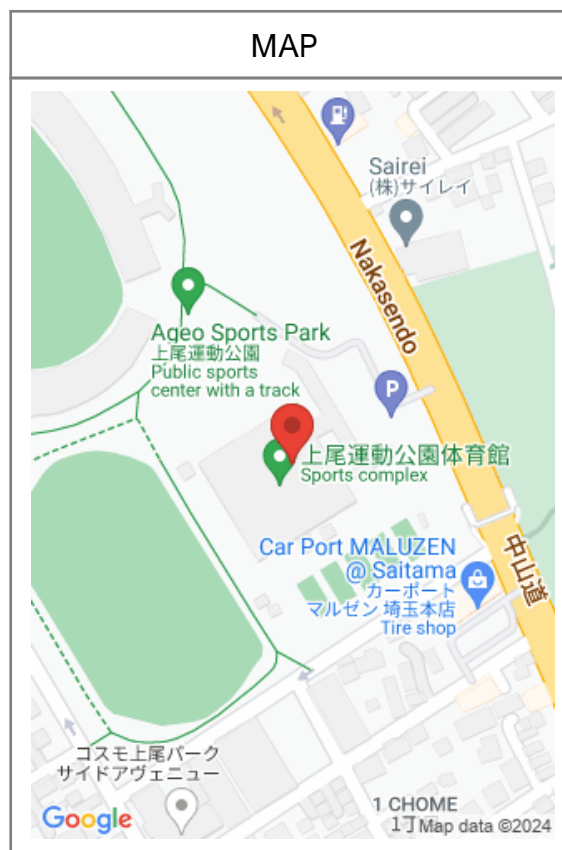 MAP
Sairei
(株)サイレイ
Nakasendo
Ageo Sports Park
上尾運動公園
Public sports
center with a track
P
上尾運動公園体育館
Sports complex
Car Port MALUZEN
@ Saitama
カーポート
マルゼン 埼玉本店
Tire shop
中山道
コスモ上尾パーク
サイドアヴェニュー
1 CHOME
1丁
Google
Map data ©2024